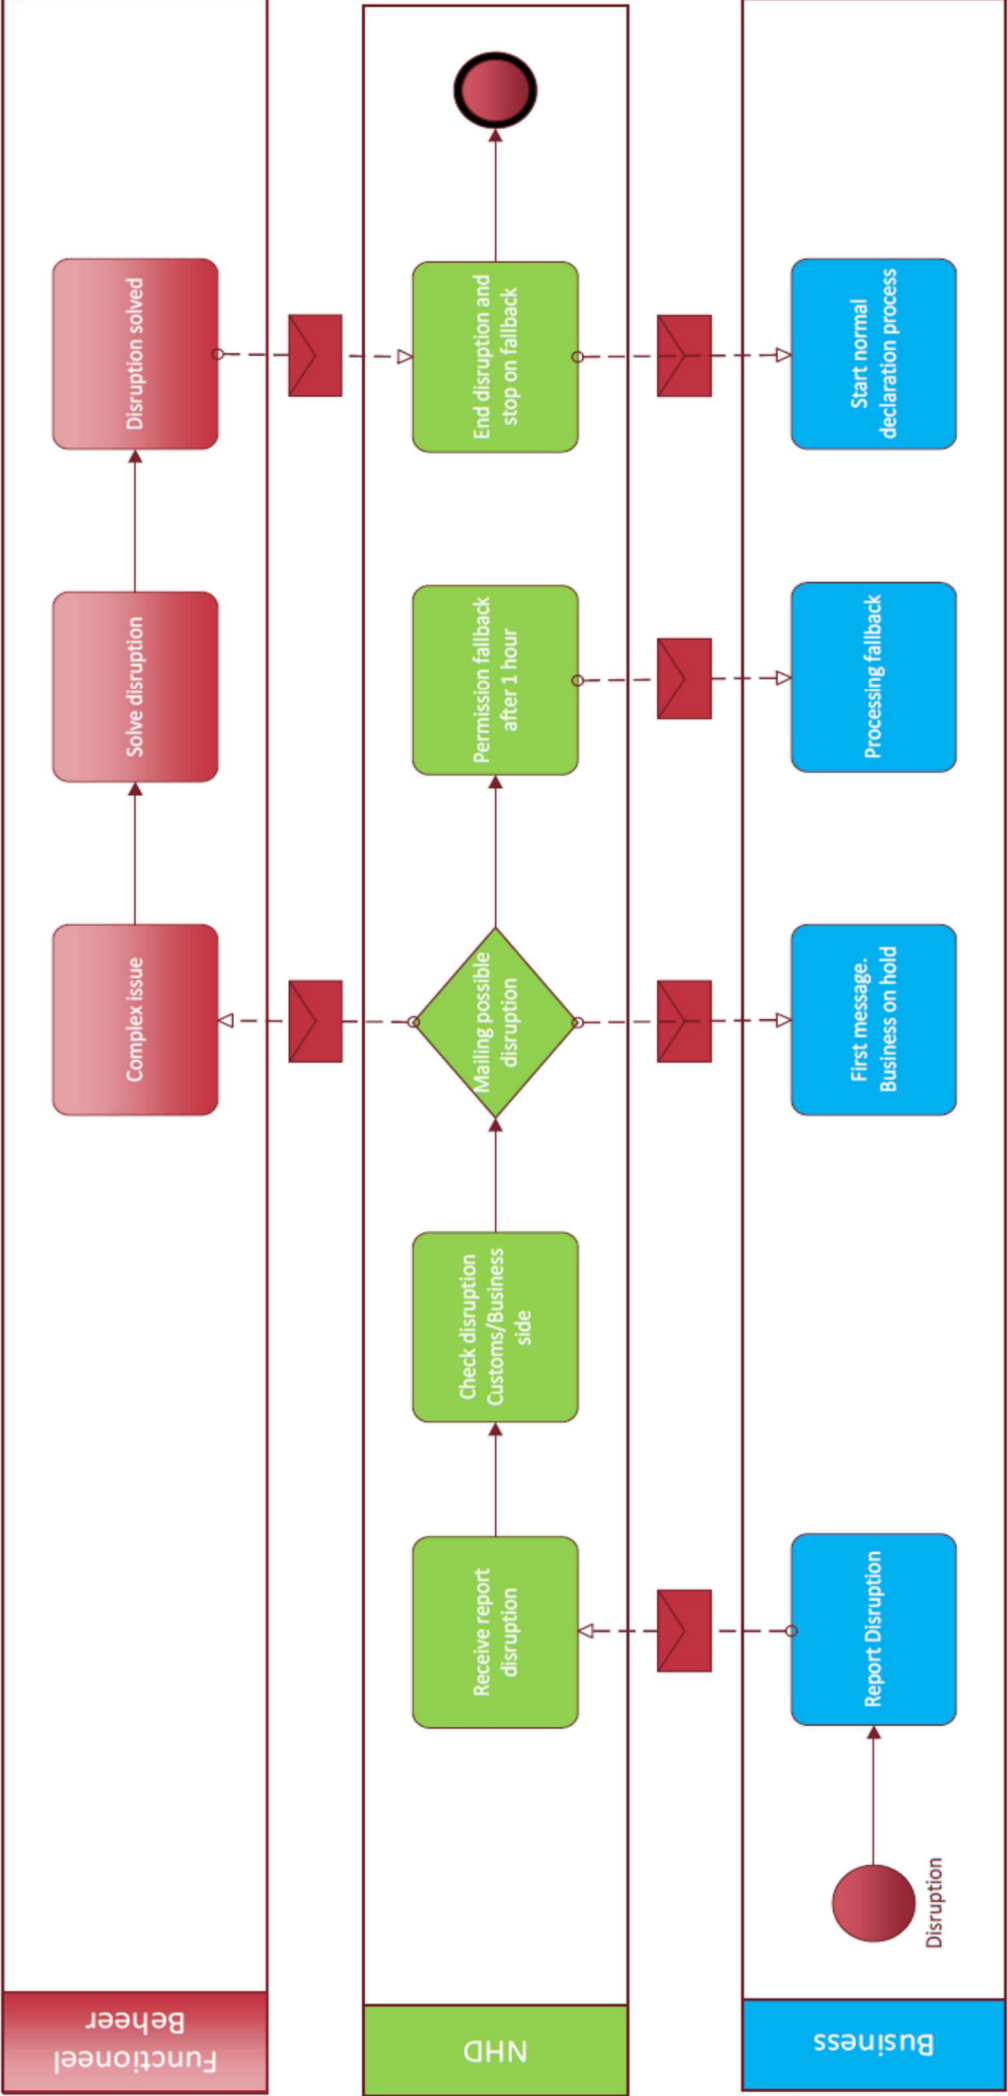 Functioneel
Beheer
Complex issue
Solve disruption
Disruption solved
NHD
Receive report
disruption
Check disruption
Customs/Business
side
Mailing possible
disruption
Permission fallback
after 1 hour
End disruption and
stop on fallback
Business
Disruption
Report Disruption
First message.
Business on hold
Processing fallback
Start normal
declaration process